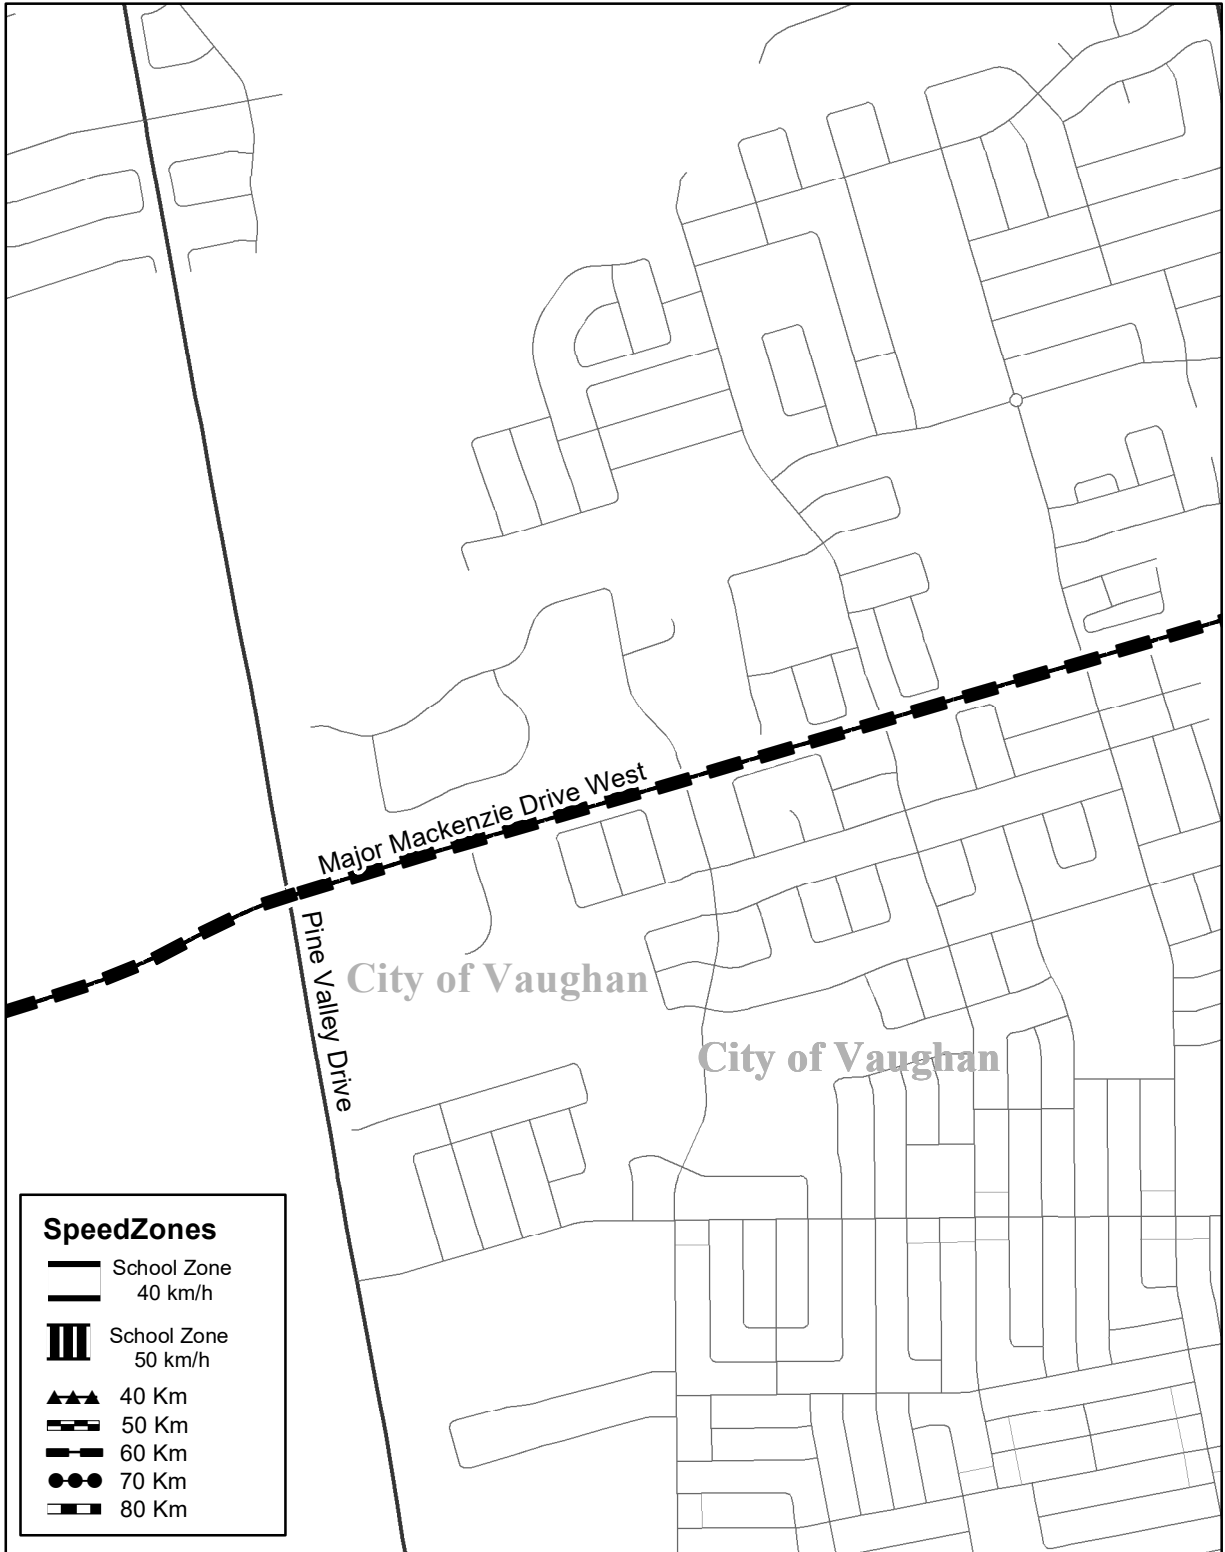 Major Mackenzie Drive West
Pine Valley Drive
City of Vaughan
City of Vaughan
SpeedZones
School Zone
40 km/h
School Zone
50 km/h
40 Km
50 Km
60 Km
70 Km
80 Km